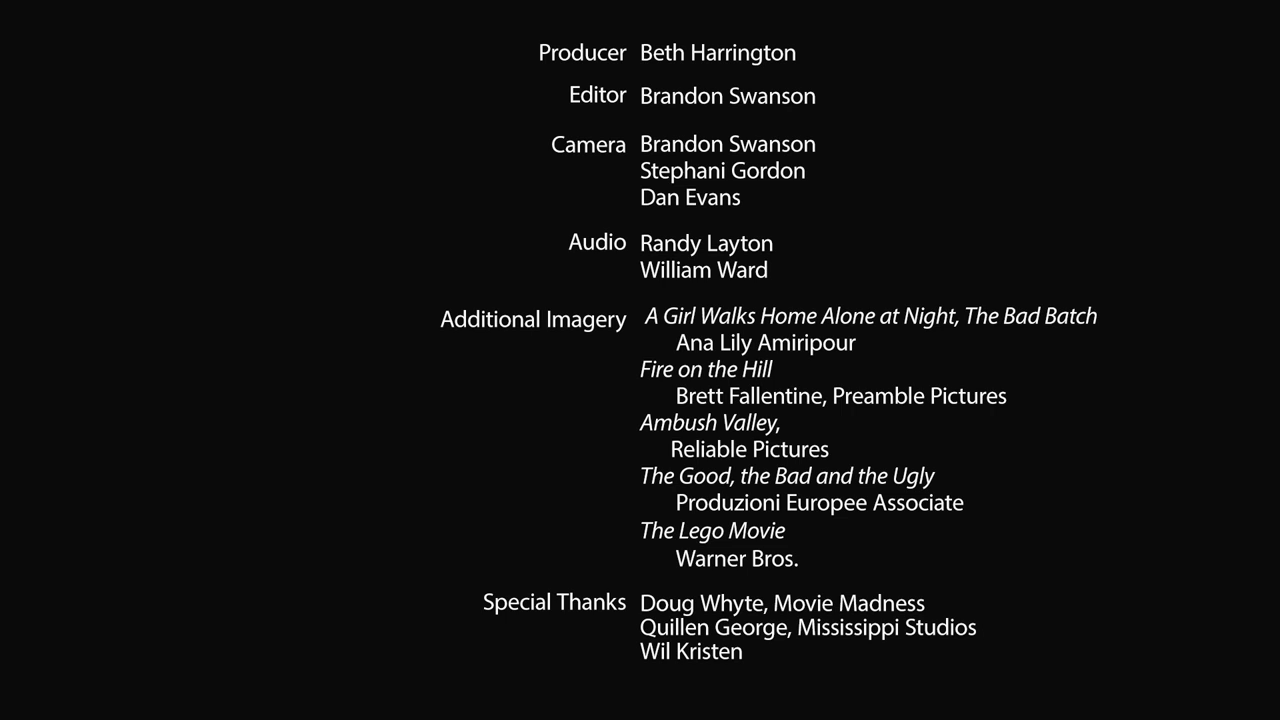 Producer Beth Harrington
Editor Brandon Swanson
Camera Brandon Swanson
Stephani Gordon
Dan Evans
Audio Randy Layton
William Ward
Additional Imagery A Girl Walks Home Alone at Night, The Bad Batch
Ana Lily Amiripour
Fire on the Hill
Brett Fallentine, Preamble Pictures
Ambush Valley,
Reliable Pictures
The Good, the Bad and the Ugly
Produzioni Europee Associate
The Lego Movie
Warner Bros.
Special Thanks Doug Whyte, Movie Madness
Quillen George, Mississippi Studios
Wil Kristen